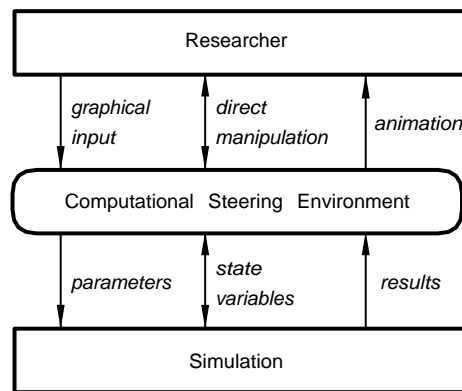 Researcher
graphical
input
direct
manipulation
animation
Computational Steering Environment
parameters
state
variables
results
Simulation